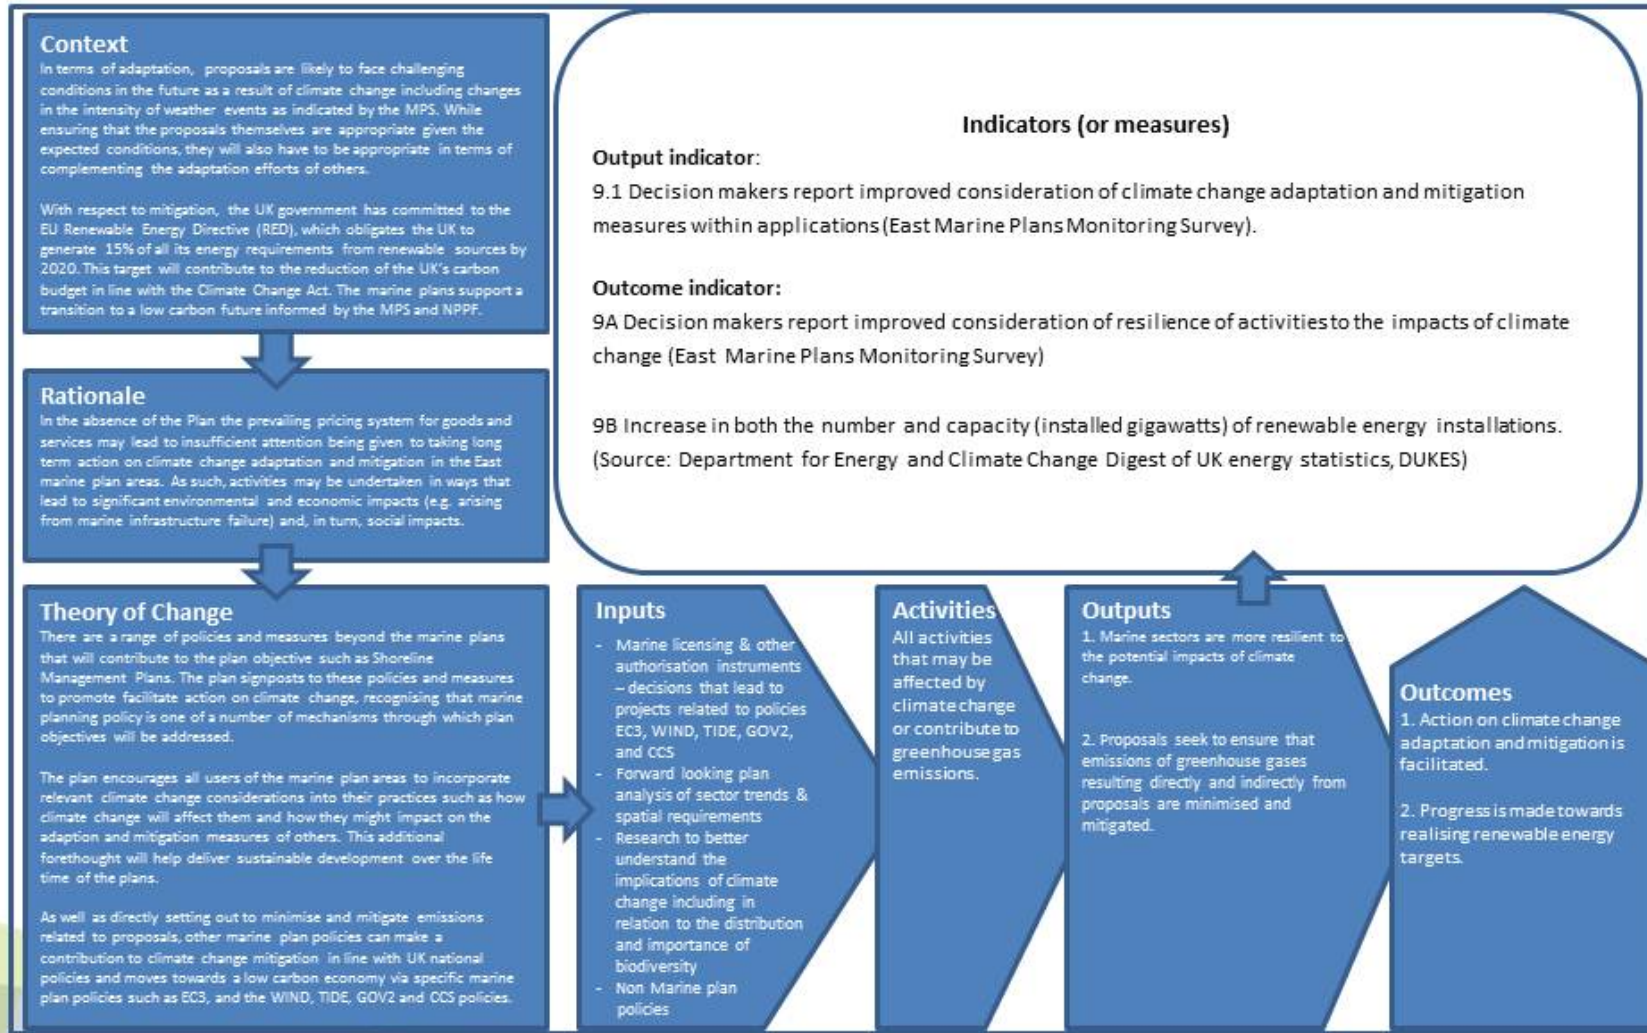 Context
In terms of adaptation, proposals are likely to face challenging
conditions in the future as a result of climate change including changes
in the intensity of weather events as indicated by the MPS. While
ensuring that the proposals themselves are appropriate given the
expected conditions, they will also have to be appropriate in terms of
complementing the adaptation efforts of others.
With respect to mitigation, the UK government has committed to the
EU Renewable Energy Directive (RED), which obligates the UK to
generate 15% of all its energy requirements from renewable sources by
2020. This target will contribute to the reduction of the UK's carbon
budget in line with the Climate Change Act. The marine plans support a
transition to a low carbon future informed by the MPS and NPPF.
Rationale
In the absence of the Plan the prevailing pricing system for goods and
services may lead to insufficient attention being given to taking long
term action on climate change adaptation and mitigation in the East
marine plan areas. As such, activities may be undertaken in ways that
lead to significant environmental and economic impacts (e.g. arising
from marine infrastructure failure) and, in turn, social impacts.
Theory of Change
There are a range of policies and measures beyond the marine plans
that will contribute to the plan objective such as Shoreline
Management Plans. The plan signposts to these policies and measures
to promote facilitate action on climate change, recognising that marine
planning policy is one of a number of mechanisms through which plan
objectives will be addressed.
The plan encourages all users of the marine plan areas to incorporate
relevant climate change considerations into their practices such as how
climate change will affect them and how they might impact on the
adaption and mitigation measures of others. This additional
forethought will help deliver sustainable development over the life
time of the plans.
As well as directly setting out to minimise and mitigate emissions
related to proposals, other marine plan policies can make a
contribution to climate change mitigation in line with UK national
policies and moves towards a low carbon economy via specific marine
plan policies such as EC3, and the WIND, TIDE, GOV2 and CCS policies.
Indicators (or measures)
Output indicator:
9.1 Decision makers report improved consideration of climate change adaptation and mitigation
measures within applications (East Marine Plans Monitoring Survey).
Outcome indicator:
9A Decision makers report improved consideration of resilience of activities to the impacts of climate
change (East Marine Plans Monitoring Survey)
9B Increase in both the number and capacity (installed gigawatts) of renewable energy installations.
(Source: Department for Energy and Climate Change Digest of UK energy statistics, DUKES)
Inputs
- Marine licensing & other
authorisation instruments
– decisions that lead to
projects related to policies
EC3, WIND, TIDE, GOV2,
and CCS
- Forward looking plan
analysis of sector trends &
spatial requirements
- Research to better
understand the
implications of climate
change including in
relation to the distribution
and importance of
biodiversity
- Non Marine plan
policies
Activities
All activities
that may be
affected by
climate change
or contribute to
greenhouse gas
emissions.
Outputs
1. Marine sectors are more resilient to
the potential impacts of climate
change.
2. Proposals seek to ensure that
emissions of greenhouse gases
resulting directly and indirectly from
proposals are minimised and
mitigated.
Outcomes
1. Action on climate change
adaptation and mitigation is
facilitated.
2. Progress is made towards
realising renewable energy
targets.